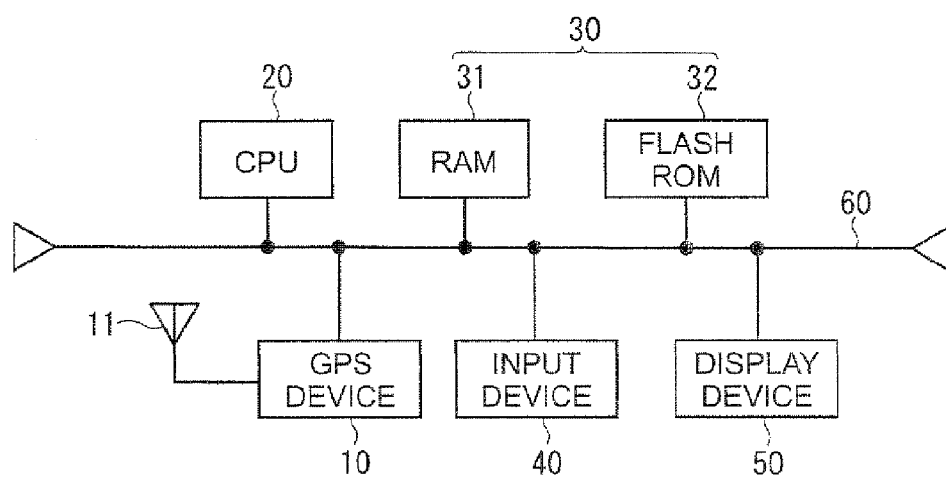 30
20
31
32
CPU
RAM
FLASH
ROM
60
11
GPS
DEVICE
INPUT
DEVICE
DISPLAY
DEVICE
10
40
50